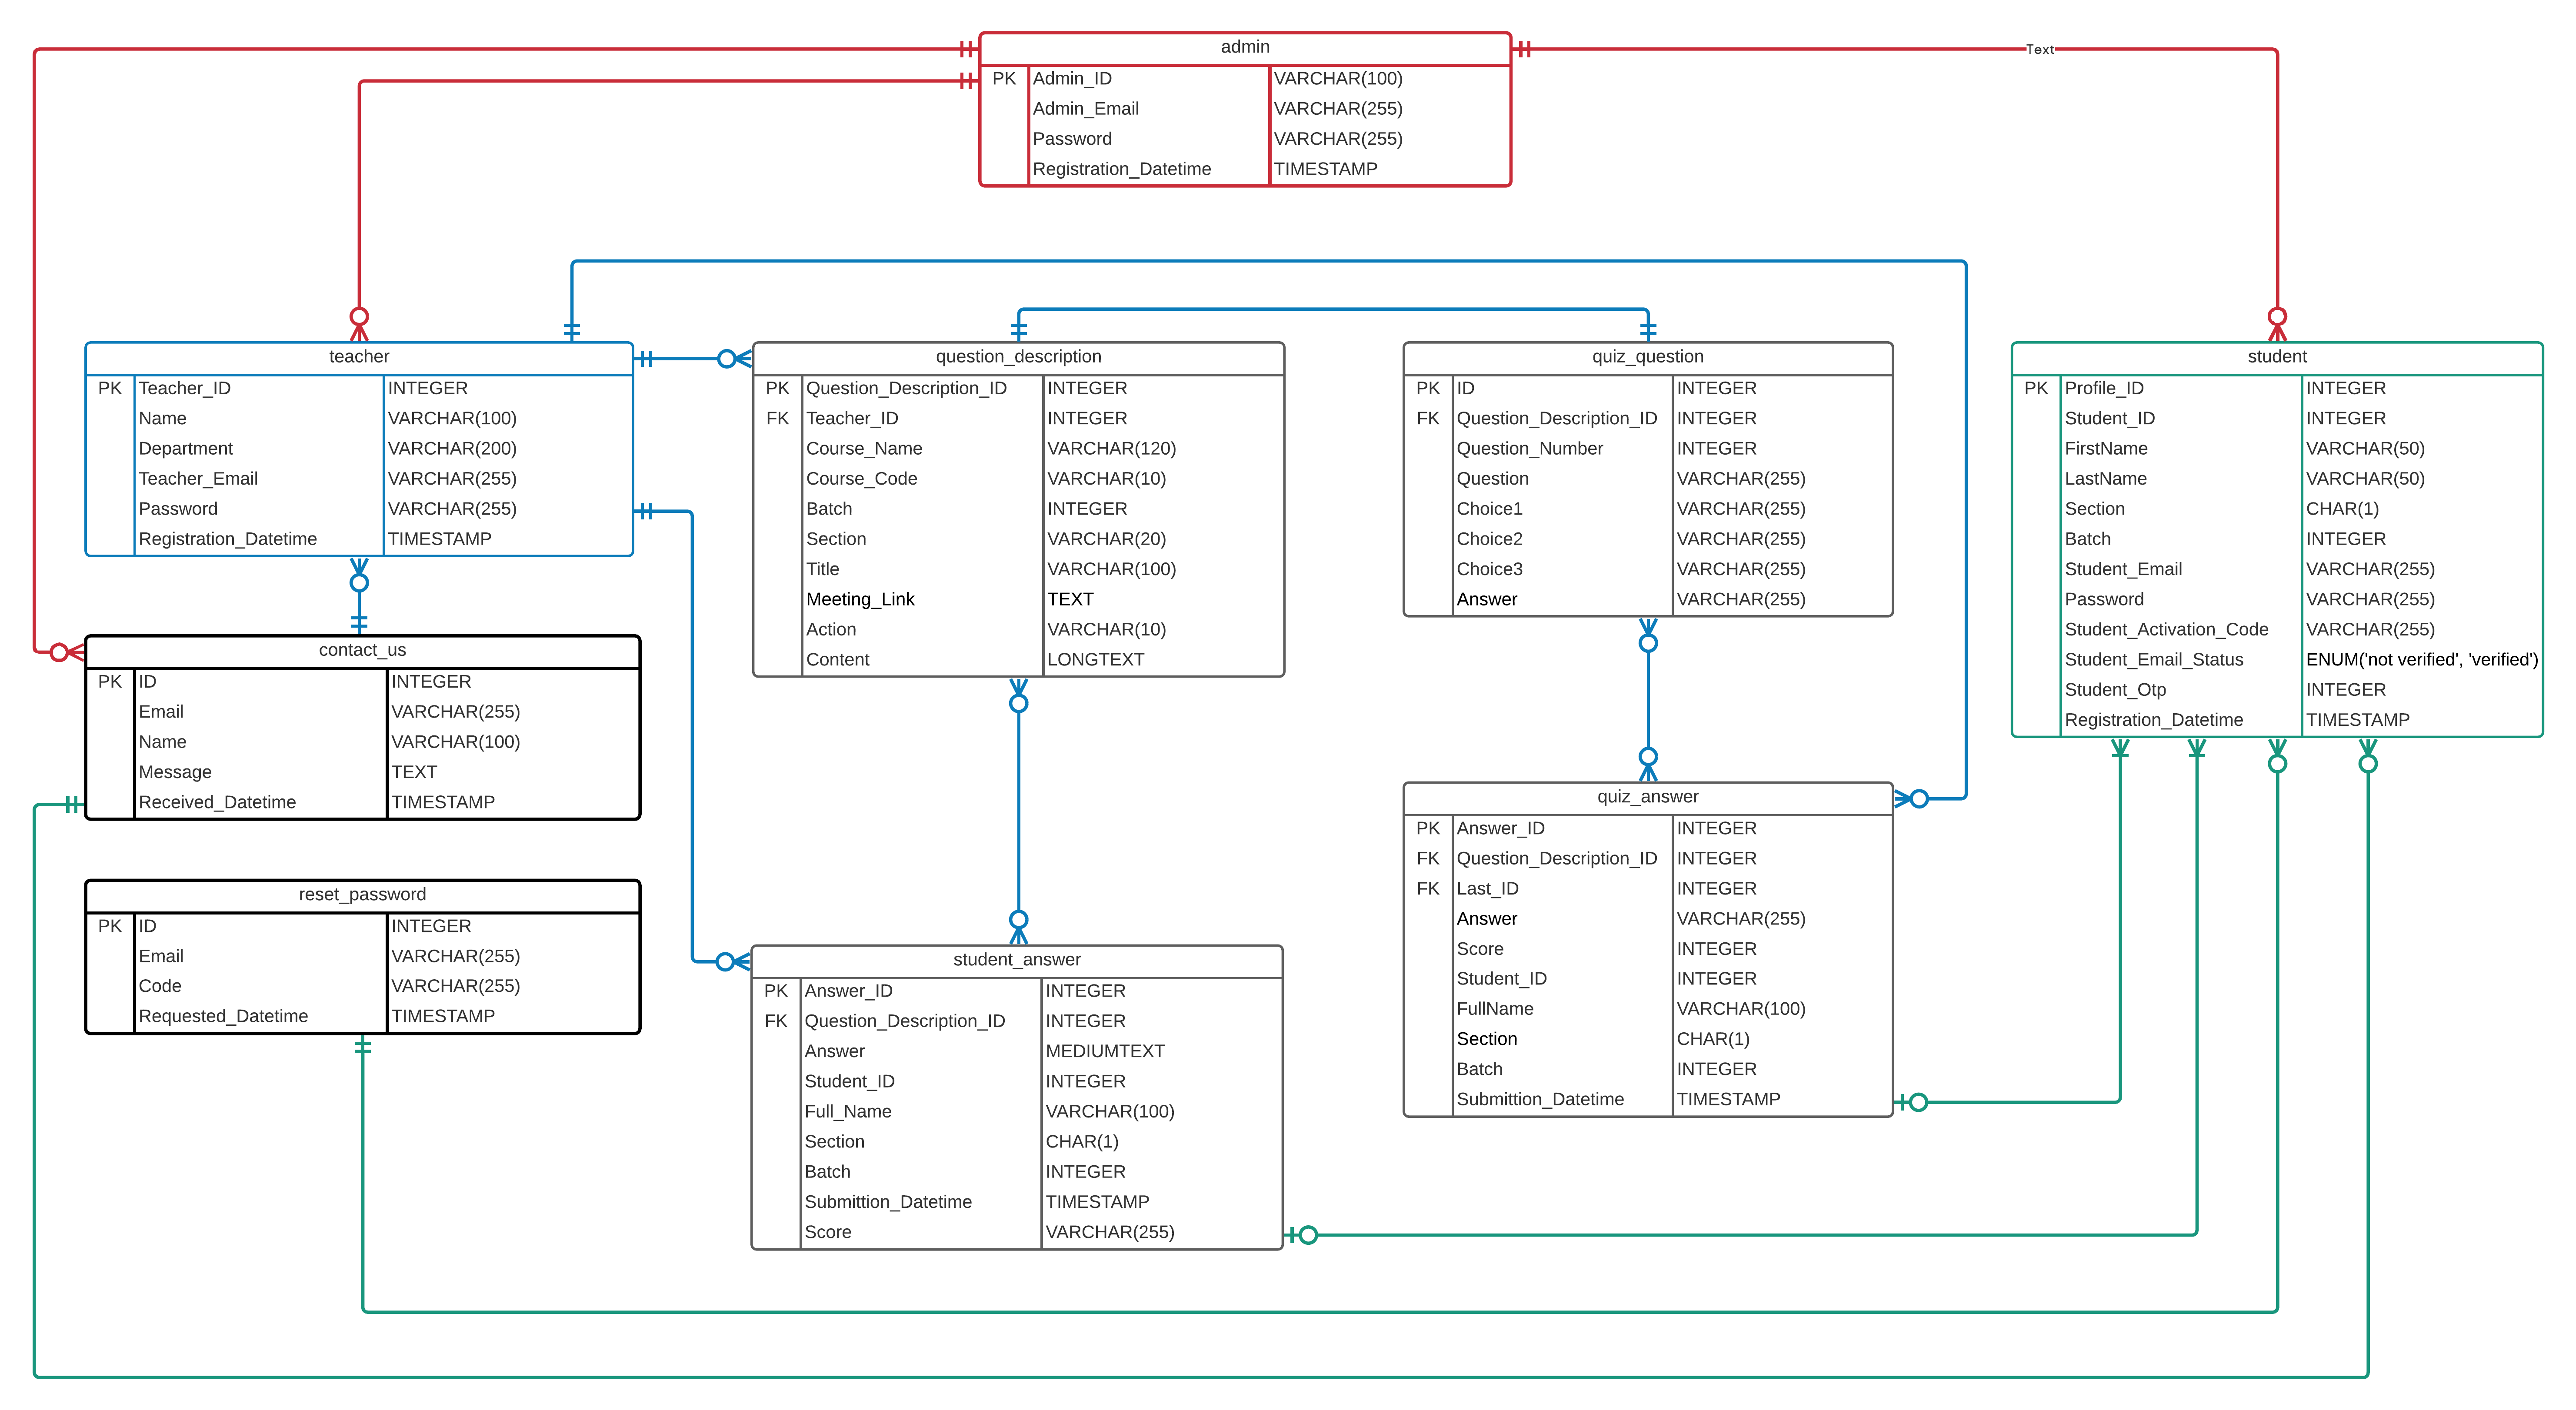 admin
Text
PK Admin_ID VARCHAR(100)
Admin_Email VARCHAR(255)
Password VARCHAR(255)
Registration_Datetime TIMESTAMP
teacher
PK Teacher_ID INTEGER
Name VARCHAR(100)
Department VARCHAR(200)
Teacher_Email VARCHAR(255)
Password VARCHAR(255)
Registration_Datetime TIMESTAMP
question_description
PK Question_Description_ID INTEGER
FK Teacher_ID INTEGER
Course_Name VARCHAR(120)
Course_Code VARCHAR(10)
Batch INTEGER
Section VARCHAR(20)
Title VARCHAR(100)
Meeting_Link TEXT
Action VARCHAR(10)
Content LONGTEXT
quiz_question
PK ID INTEGER
FK Question_Description_ID INTEGER
Question_Number INTEGER
Question VARCHAR(255)
Choice1 VARCHAR(255)
Choice2 VARCHAR(255)
Choice3 VARCHAR(255)
Answer VARCHAR(255)
student
PK Profile_ID INTEGER
Student_ID INTEGER
FirstName VARCHAR(50)
LastName VARCHAR(50)
Section CHAR(1)
Batch INTEGER
Student_Email VARCHAR(255)
Password VARCHAR(255)
Student_Activation_Code VARCHAR(255)
Student_Email_Status ENUM('not verified', 'verified')
Student_Otp INTEGER
Registration_Datetime TIMESTAMP
contact_us
PK ID INTEGER
Email VARCHAR(255)
Name VARCHAR(100)
Message TEXT
Received_Datetime TIMESTAMP
reset_password
PK ID INTEGER
Email VARCHAR(255)
Code VARCHAR(255)
Requested_Datetime TIMESTAMP
student_answer
PK Answer_ID INTEGER
FK Question_Description_ID INTEGER
Answer MEDIUMTEXT
Student_ID INTEGER
Full_Name VARCHAR(100)
Section CHAR(1)
Batch INTEGER
Submittion_Datetime TIMESTAMP
Score VARCHAR(255)
quiz_answer
PK Answer_ID INTEGER
FK Question_Description_ID INTEGER
FK Last_ID INTEGER
Answer VARCHAR(255)
Score INTEGER
Student_ID INTEGER
FullName VARCHAR(100)
Section CHAR(1)
Batch INTEGER
Submittion_Datetime TIMESTAMP